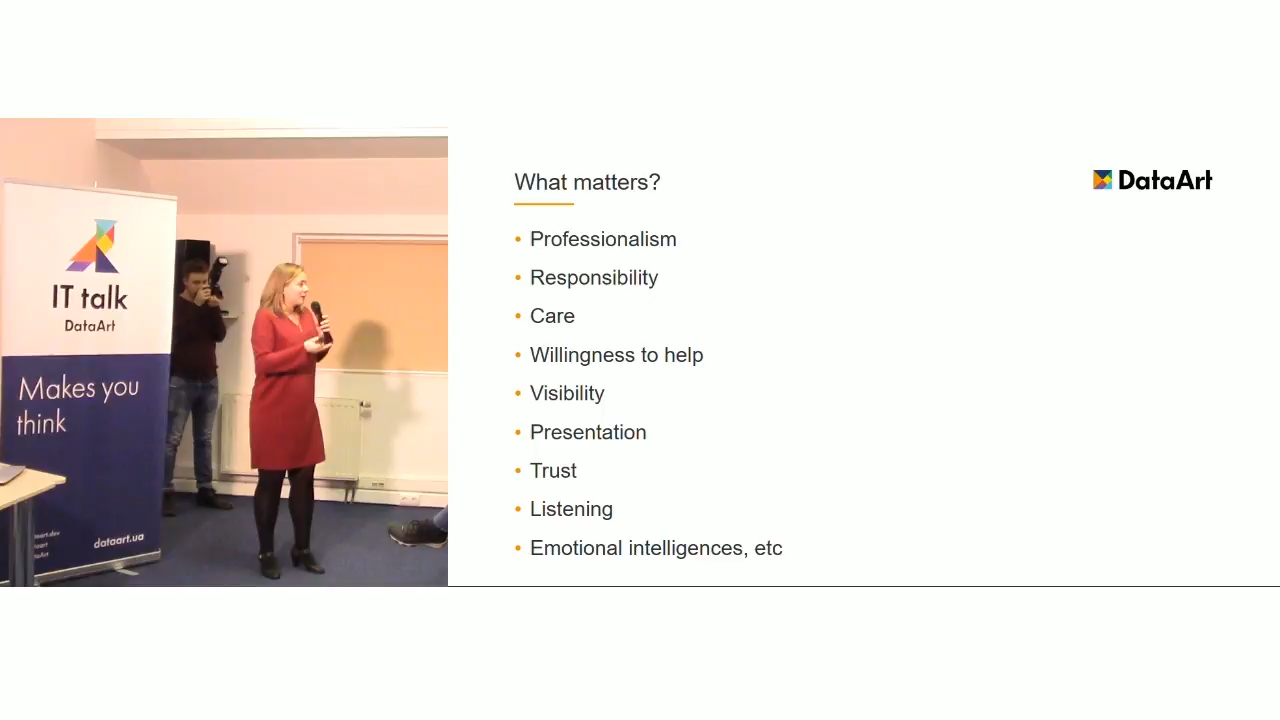 IT talk
DataArt
Makes you
think
dataart.ua
What matters?
DataArt
• Professionalism
• Responsibility
• Care
• Willingness to help
• Visibility
• Presentation
• Trust
• Listening
• Emotional intelligences, etc